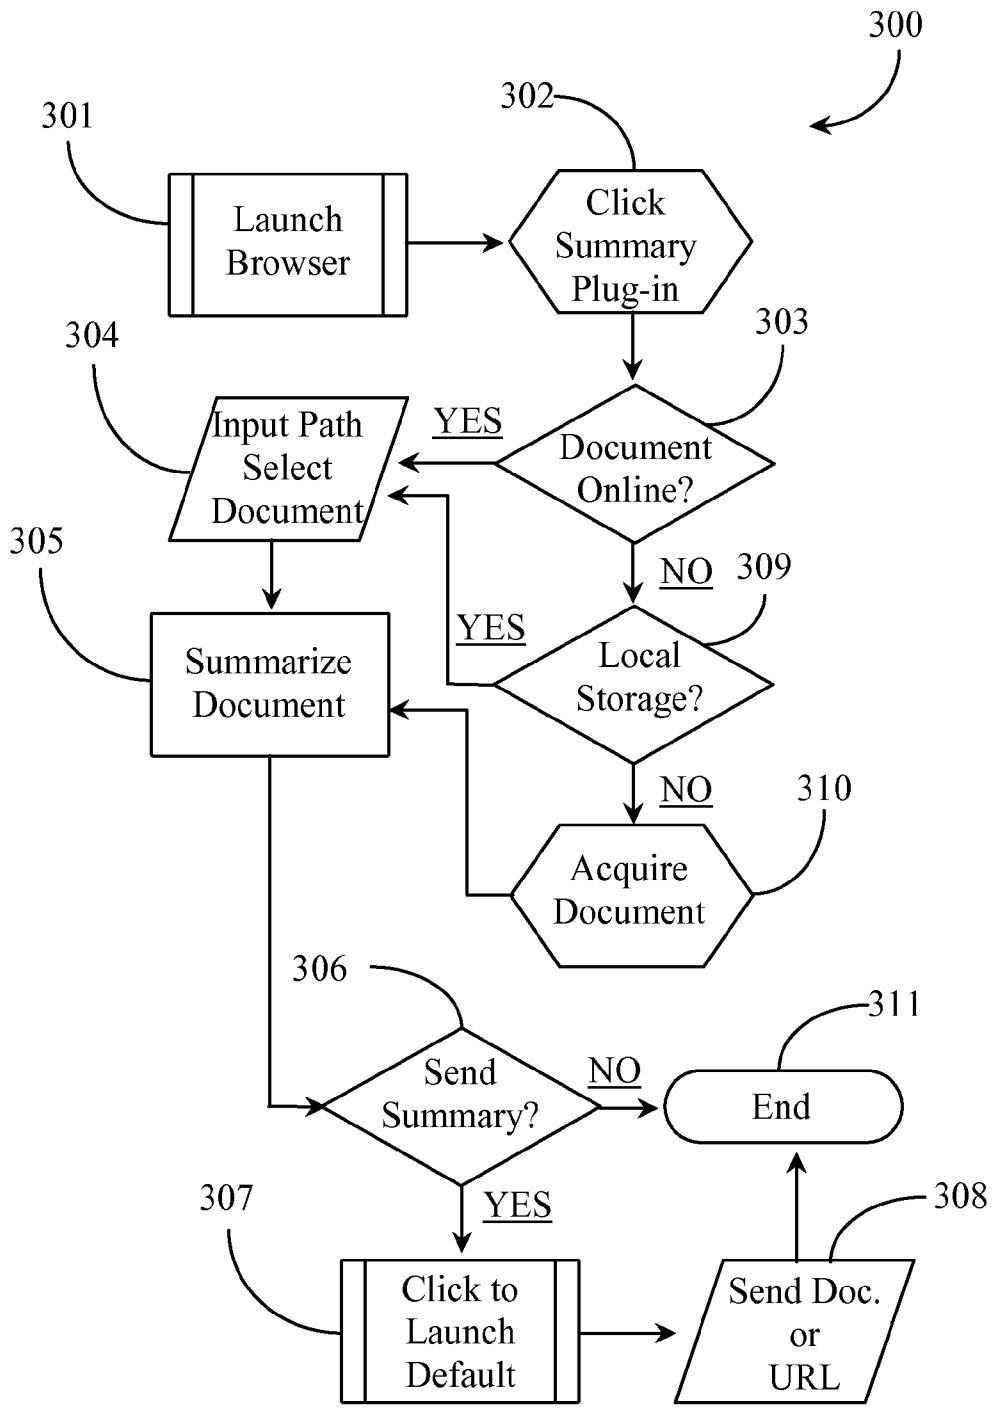 300
302
301
Click
Summary
Plug-in
Launch
Browser
303
304
YES
Input Path
Select
Document
Document
Online?
305
NO
309
YES
Local
Storage?
Summarize
Document
NO
310
Acquire
Document
306
311
Send
Summary?
NO
End
307
YES
308
Click to
Launch
Default
Send Doc.
or
URL